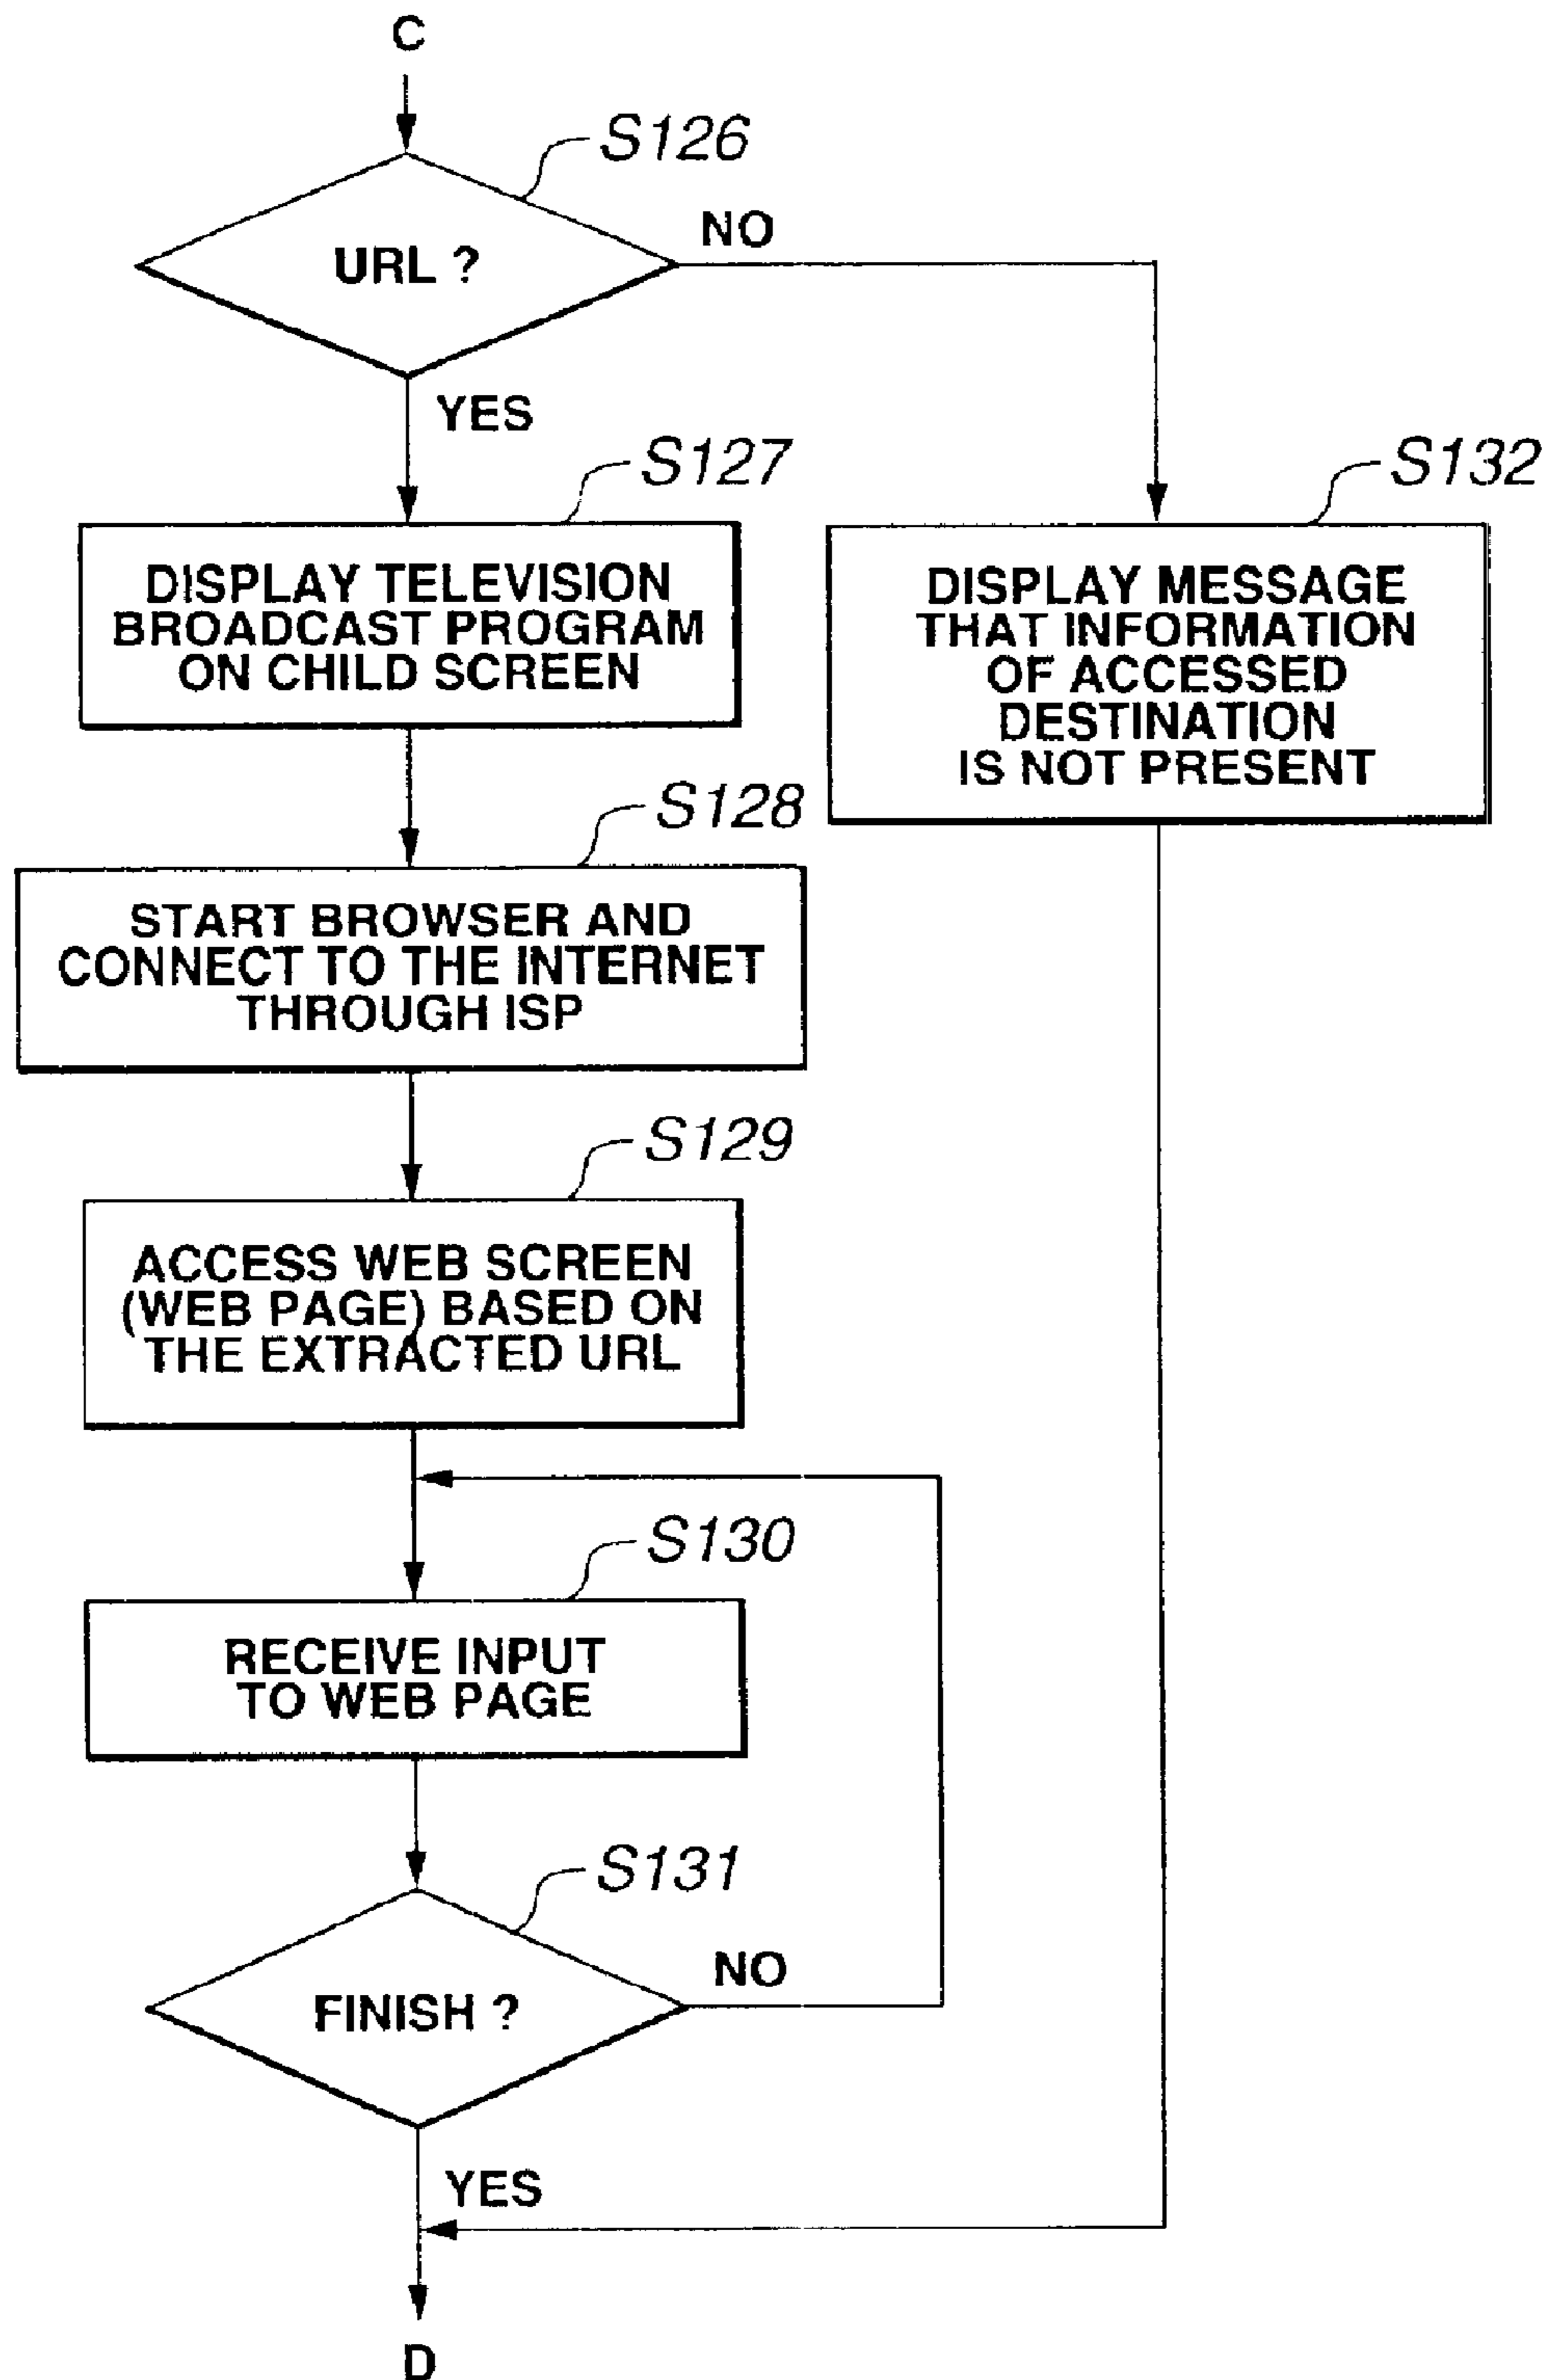 C
S126
URL ?
NO
YES
S127
DISPLAY TELEVISION
BROADCAST PROGRAM
ON CHILD SCREEN
S132
DISPLAY MESSAGE
THAT INFORMATION
OF ACCESSED
DESTINATION
IS NOT PRESENT
S128
START BROWSER AND
CONNECT TO THE INTERNET
THROUGH ISP
S129
ACCESS WEB SCREEN
(WEB PAGE) BASED ON
THE EXTRACTED URL
S130
RECEIVE INPUT
TO WEB PAGE
S131
FINISH ?
NO
YES
D